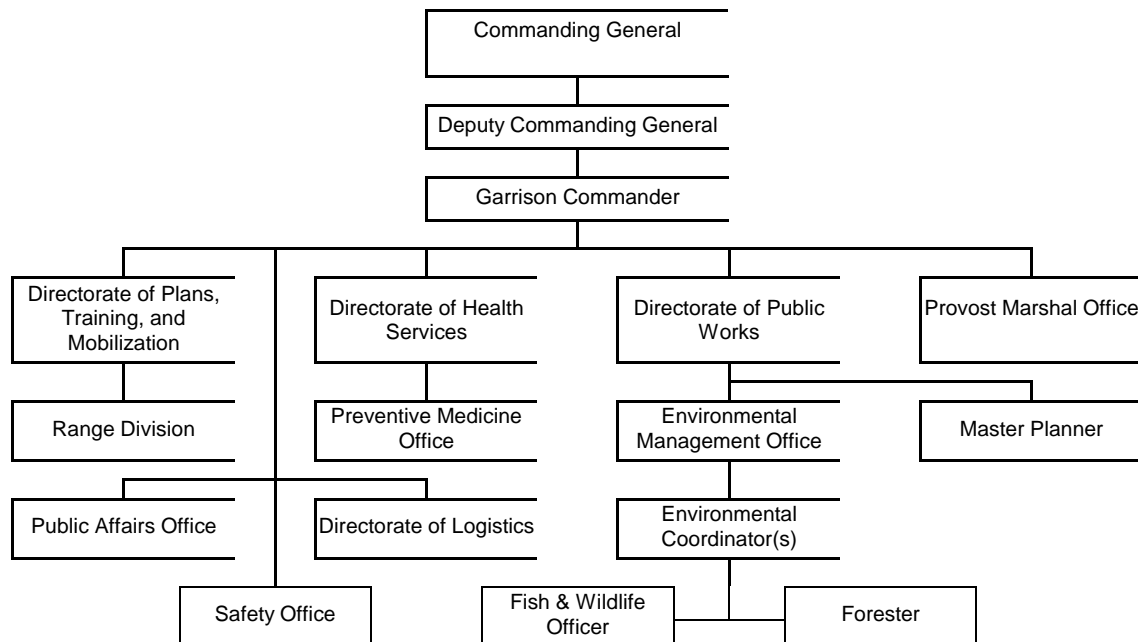 Commanding General
Deputy Commanding General
Garrison Commander
Directorate of Plans,
Training, and
Mobilization
Directorate of Health
Services
Directorate of Public
Works
Provost Marshal Office
Range Division
Preventive Medicine
Office
Environmental
Management Office
Master Planner
Public Affairs Office
Directorate of Logistics
Environmental
Coordinator(s)
Safety Office
Fish & Wildlife
Officer
Forester